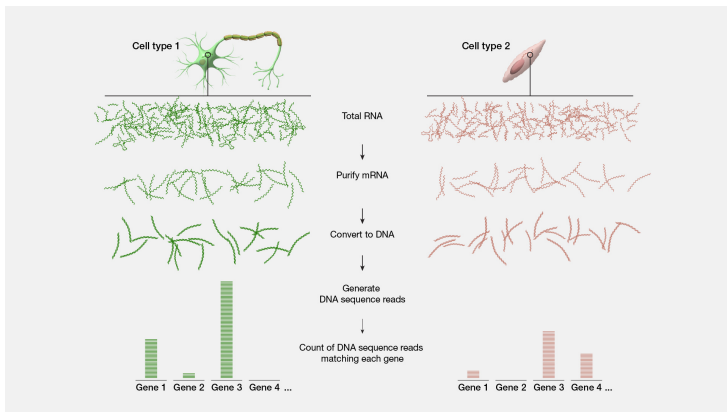 Cell type 1
Cell type 2
Total RNA
Purify mRNA
Convert to DNA
Generate
DNA sequence reads
Count of DNA sequence reads
matching each gene
Gene 1 Gene 2 Gene 3 Gene 4 ...
Gene 1 Gene 2 Gene 3 Gene 4 ...